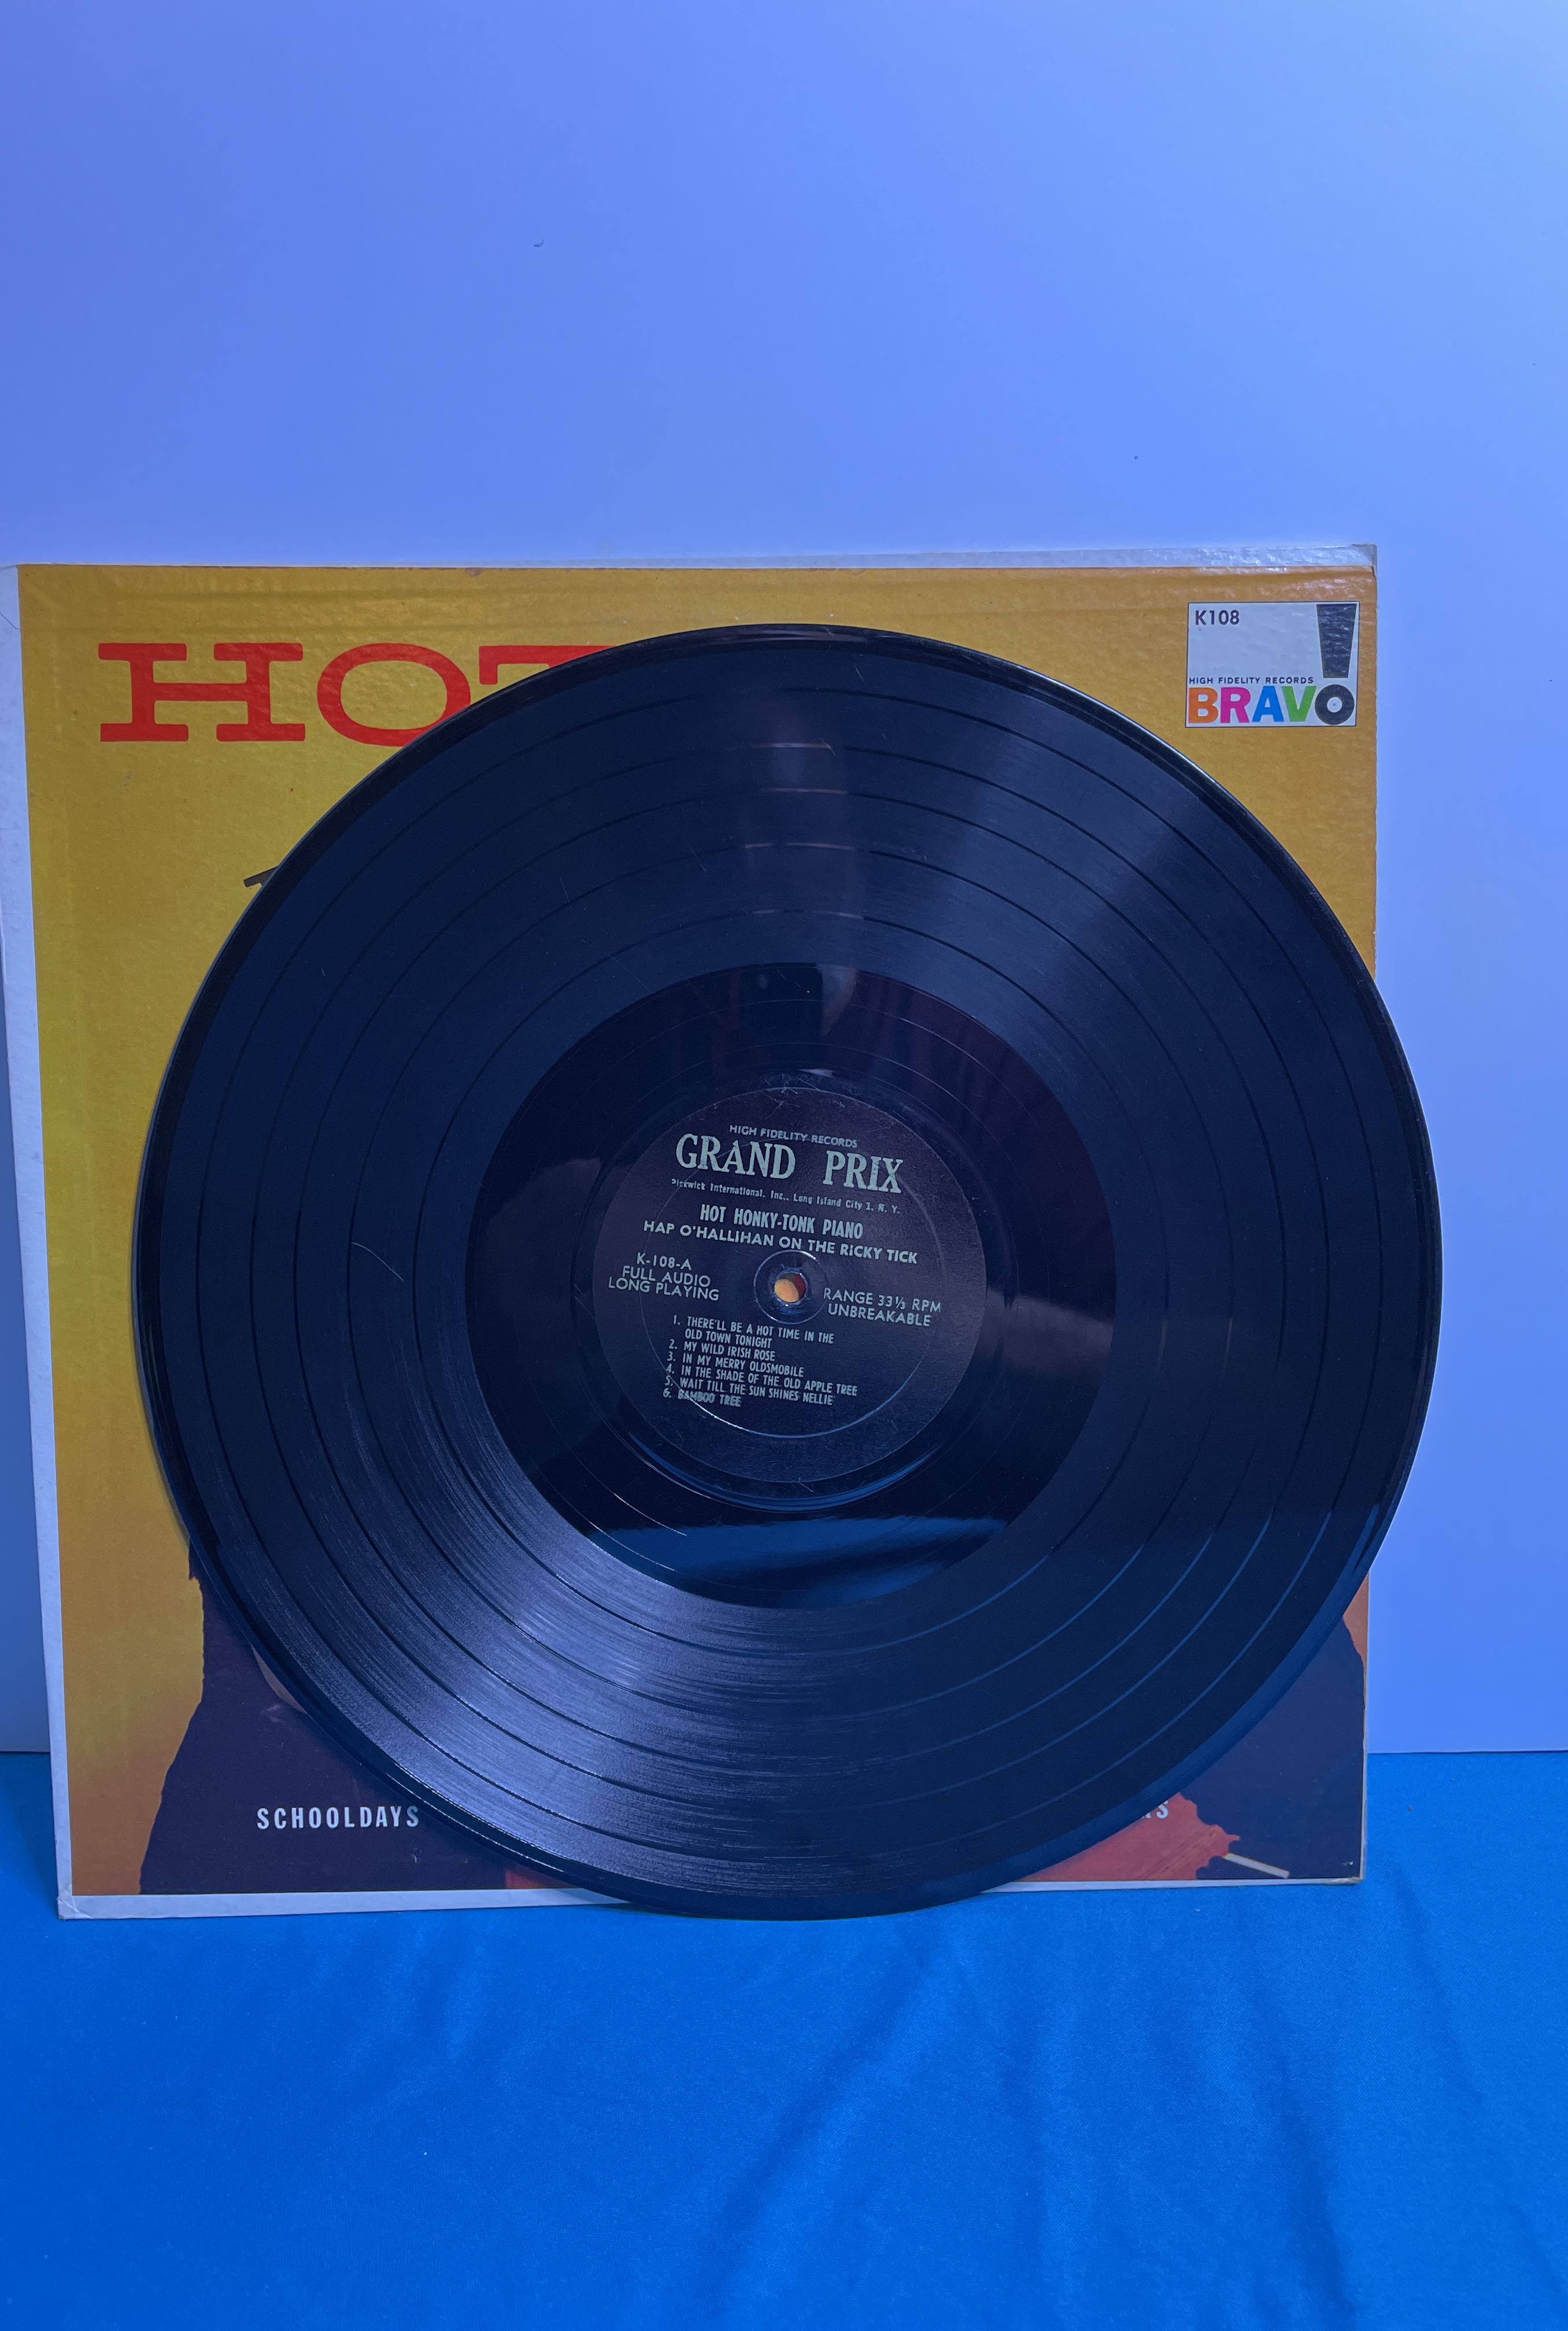 HOT
K108
HIGH FIDELITY RECORDS
BRAVO!
HIGH FIDELITY RECORDS
GRAND PRIX
Pickwick International, Inc., Long Island City 1, N. Y.
HOT HONKY-TONK PIANO
HAP O'HALLIHAN ON THE RICKY TICK
K-108-A
FULL AUDIO
LONG PLAYING
RANGE 33⅓ RPM
UNBREAKABLE
1. THERE'LL BE A HOT TIME IN THE
OLD TOWN TONIGHT
2. MY WILD IRISH ROSE
3. IN MY MERRY OLDSMOBILE
4. IN THE SHADE OF THE OLD APPLE TREE
5. WAIT TILL THE SUN SHINES NELLIE
6. BAMBOO TREE
SCHOOLDAYS